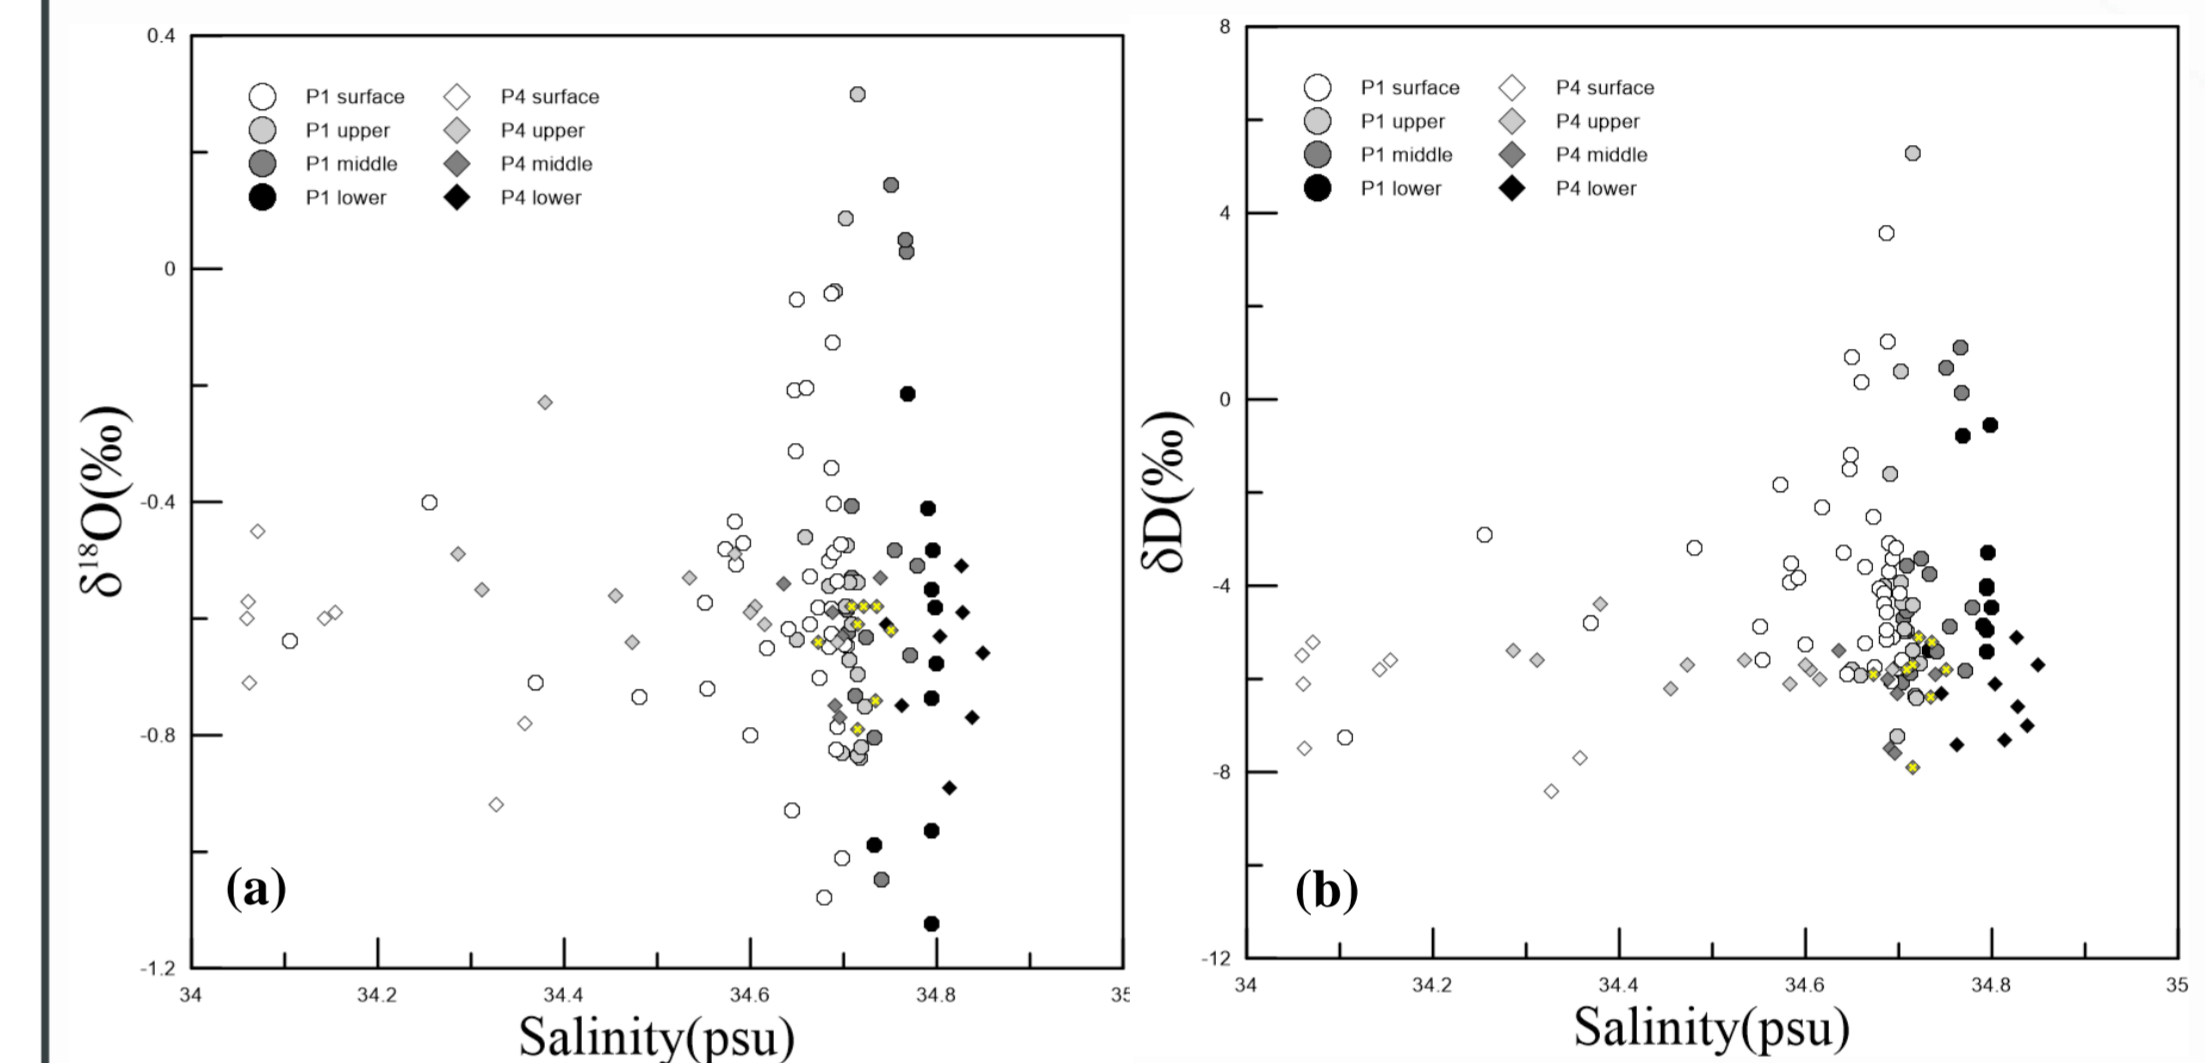 0.4
0
-0.4
-0.8
-1.2
34
34.2
34.4
34.6
34.8
35
δ¹⁸O(‰)
Salinity(psu)
P1 surface
P1 upper
P1 middle
P1 lower
P4 surface
P4 upper
P4 middle
P4 lower
(a)
8
4
0
-4
-8
-12
34
34.2
34.4
34.6
34.8
35
δD(‰)
Salinity(psu)
P1 surface
P1 upper
P1 middle
P1 lower
P4 surface
P4 upper
P4 middle
P4 lower
(b)